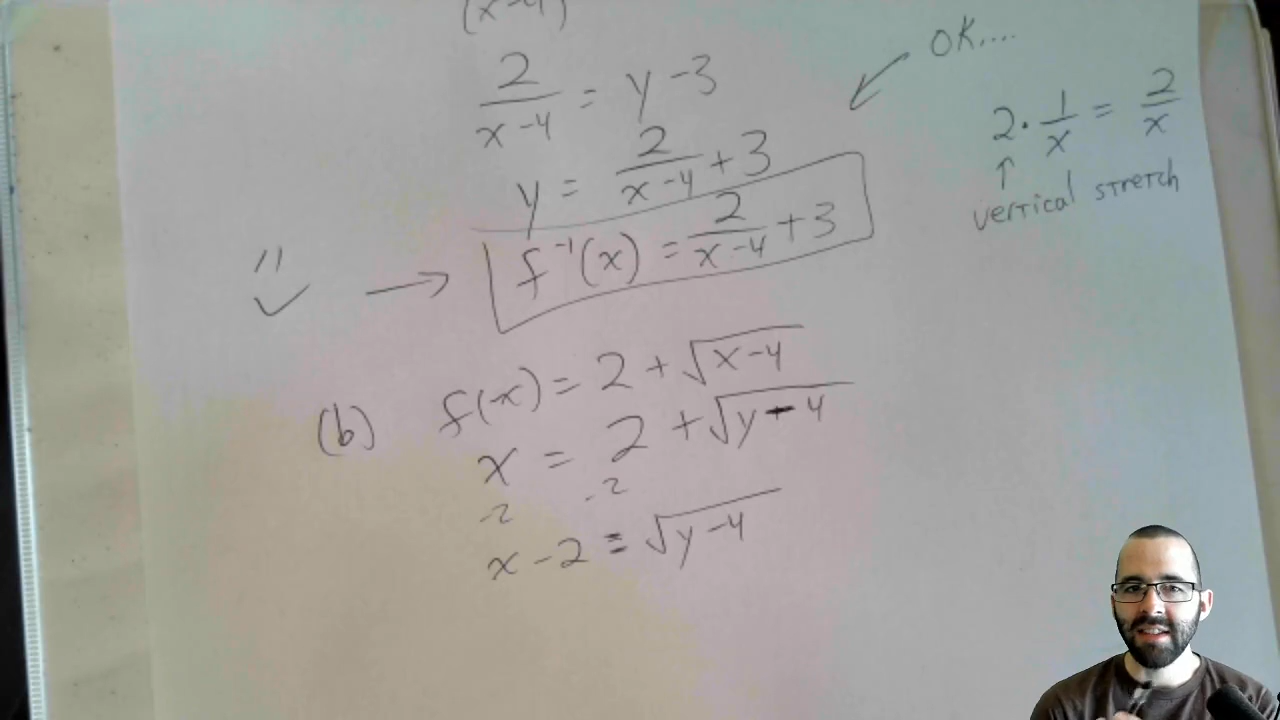 (x-4)
2/(x-4) = y-3
y = 2/(x-4) + 3
f⁻¹(x) = 2/(x-4) + 3
OK....
2 · 1/x = 2/x
↑
vertical stretch
→
(b) f(x) = 2 + √(x-4)
x = 2 + √(y-4)
-2 -2
x-2 = √(y-4)